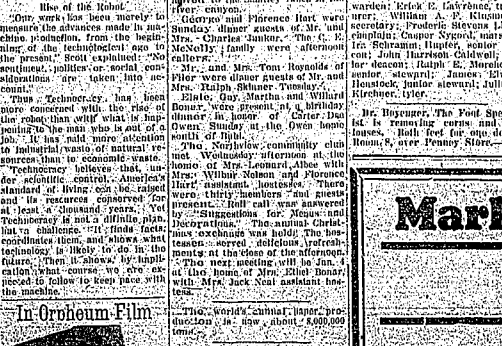 Rise of the Robot
"Our work has been merely to
measure the advances made in ma-
chine production, from the begin-
ning of the technological age to
the present," Scott explained. "No
sentiment, politics or social con-
siderations are taken into ac-
count."
Thus Technocracy has been
more concerned with the rise of
the robot than with what is hap-
pening to the man who is out of a
job. It has paid more attention
to industrial waste of natural re-
sources than to economic waste.
Technocracy believes that, un-
der scientific control, America's
standard of living can be raised
and its resources conserved for
at least a thousand years. Yet
Technocracy is not a definite plan,
but a challenge. "It finds facts,
coordinates them, and shows what
technology is likely to do in the
future. Then it shows, by impli-
cation, what course we are ex-
pected to follow to keep pace with
the machine."
In Orpheum Film
river canyon.
George and Florence Hart were
Sunday dinner guests of Mr. and
Mrs. Charles Junker. The C. E.
McNelly family were afternoon
callers.
Mr. and Mrs. Tom Reynolds of
Filer were dinner guests of Mr. and
Mrs. Ralph Skinner Tuesday.
Elsie, Guy, Marian and Willard
Boner were present at a birthday
dinner in honor of Carter Dea
Owen Sunday at the Owen home
south of Buhl.
The Northview community club
met Wednesday afternoon at the
home of Mrs. Leonard Albee with
Mrs. Wilbur Nelson and Florence
Hart assistant hostesses. There
were thirty members and guests
present. Roll call was answered
by "Suggestions for Menus and
Decorations." The annual Christ-
mas exchange was held. The hos-
tesses served delicious refresh-
ments at the close of the afternoon.
The next meeting will be Jan. 4
at the home of Mrs. Ethel Bonar,
with Mrs. Jack Neal assistant hos-
tess.
The world's annual paper pro-
duction is now about 8,000,000
tons.
warden; Erick E. Lawrence,
urer; William A. F.
secretary; Frederic Stevens
chaplain; Casper Nygard,
Ira Schramm Hupfer, senior
con; John Harrison Caldwell,
ior deacon; Ralph E.
senior steward; James
Henstock, junior steward;
Kirchner, tyler.
Dr. Boyenger, The Foot Spe
ist is removing corns and
louses. Both feet for one
Room 8, over Penney Store.
Mark